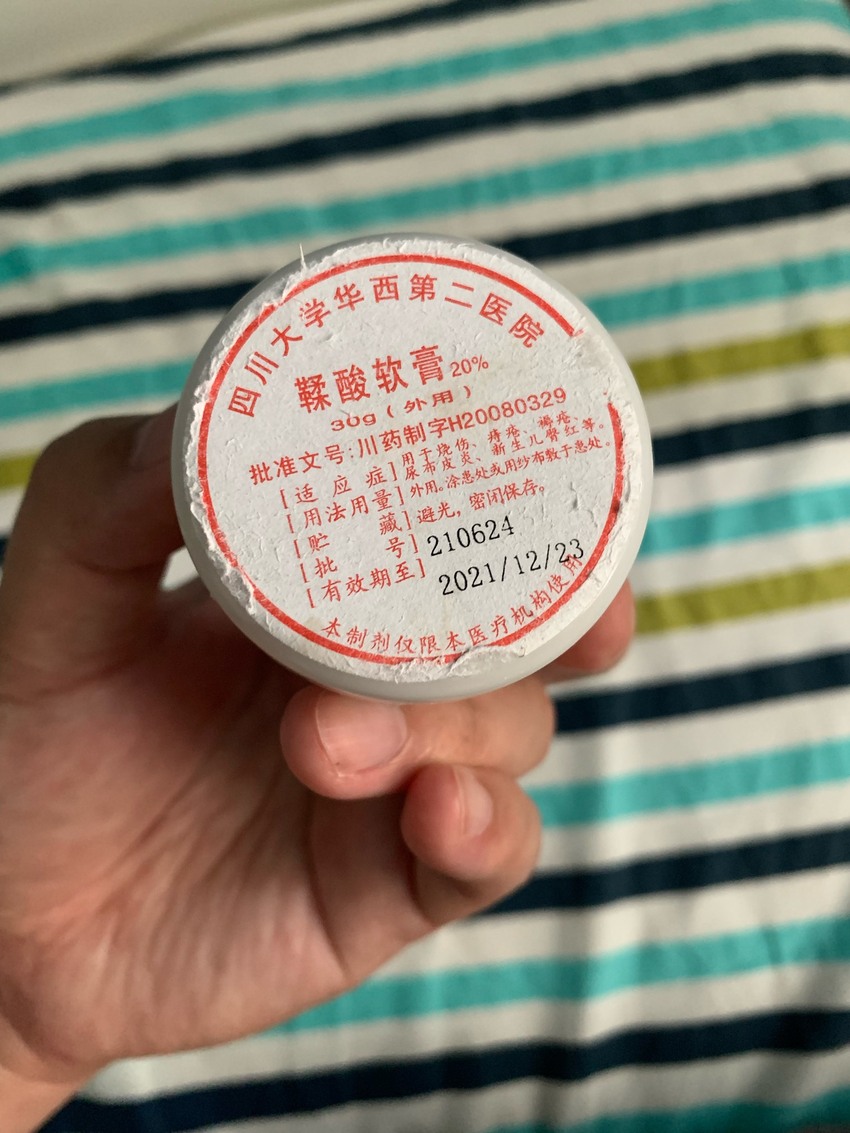 四川大学华西第二医院
鞣酸软膏20%
30g(外用)
批准文号:川药制字H20080329
[适应症]用于烧伤、痔疮、褥疮、
尿布皮炎、新生儿臀红等。
[用法用量]外用。涂患处或用纱布敷于患处。
[贮藏]避光,密闭保存。
[批号]210624
[有效期至]2021/12/23
本制剂仅限本医疗机构使用